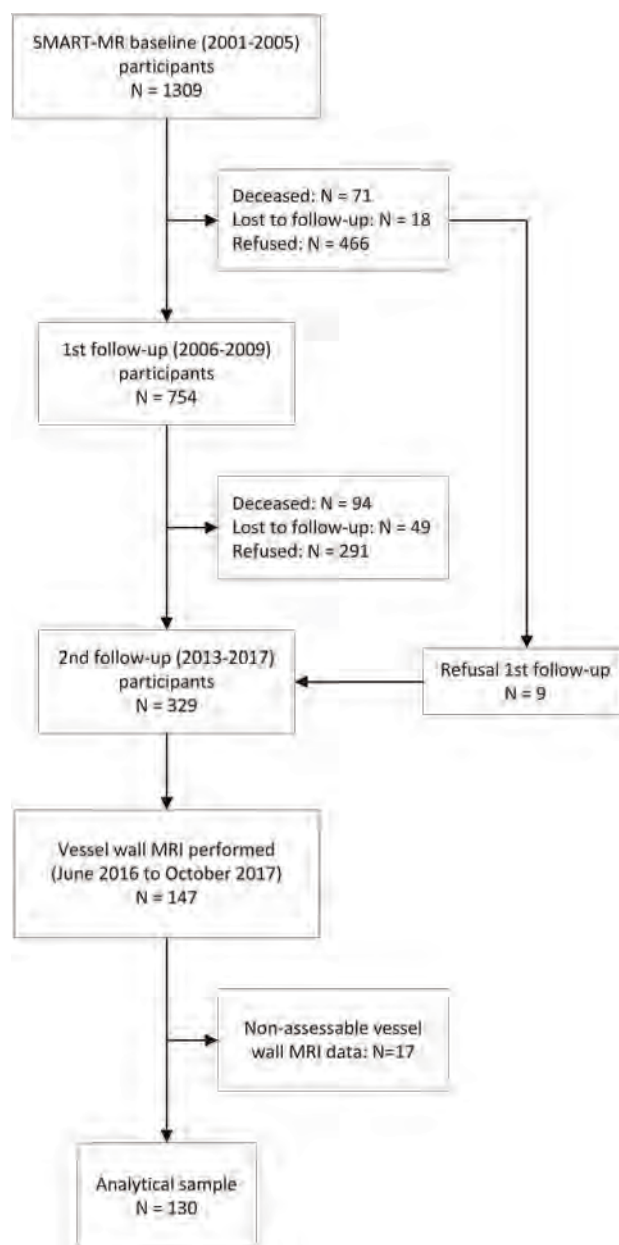 SMART-MR baseline (2001-2005)
participants
N = 1309
Deceased: N = 71
Lost to follow-up: N = 18
Refused: N = 466
1st follow-up (2006-2009)
participants
N = 754
Deceased: N = 94
Lost to follow-up: N = 49
Refused: N = 291
2nd follow-up (2013-2017)
participants
N = 329
Refusal 1st follow-up
N = 9
Vessel wall MRI performed
(June 2016 to October 2017)
N = 147
Non-assessable vessel
wall MRI data: N=17
Analytical sample
N = 130